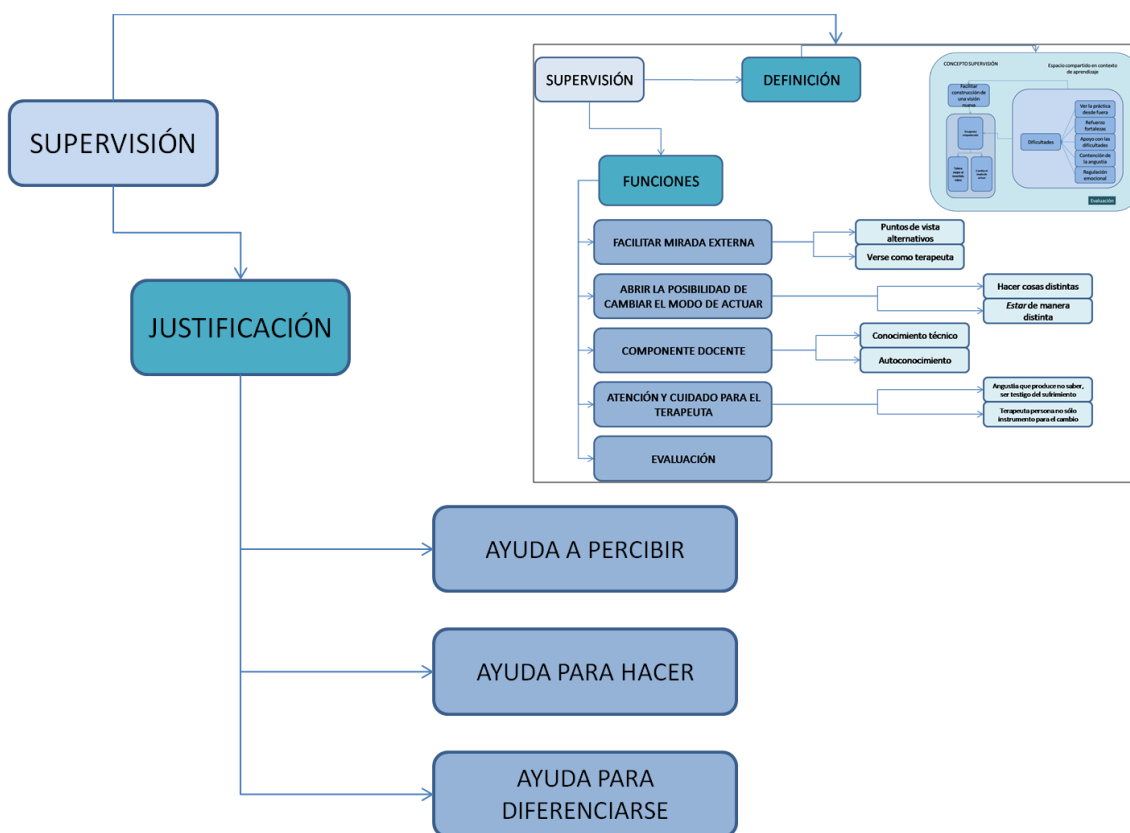 SUPERVISIÓN
JUSTIFICACIÓN
AYUDA A PERCIBIR
AYUDA PARA HACER
AYUDA PARA
DIFERENCIARSE
SUPERVISIÓN
DEFINICIÓN
FUNCIONES
FACILITAR MIRADA EXTERNA
Puntos de vista
alternativos
Verse como terapeuta
ABRIR LA POSIBILIDAD DE
CAMBIAR EL MODO DE ACTUAR
Hacer cosas distintas
Estar de manera
distinta
COMPONENTE DOCENTE
Conocimiento técnico
Autoconocimiento
ATENCIÓN Y CUIDADO PARA EL
TERAPEUTA
Angustia que produce no saber,
ser testigo del sufrimiento
Terapeuta persona no sólo
instrumento para el cambio
EVALUACIÓN
CONCEPTO SUPERVISIÓN
Espacio compartido en contexto
de aprendizaje
Facilitar
construcción de
una visión
nueva
Dificultades
Ver la práctica
desde fuera
Refuerzo
fortalezas
Apoyo con las
dificultades
Contención de la
angustia
Regulación
emocional
Evaluación